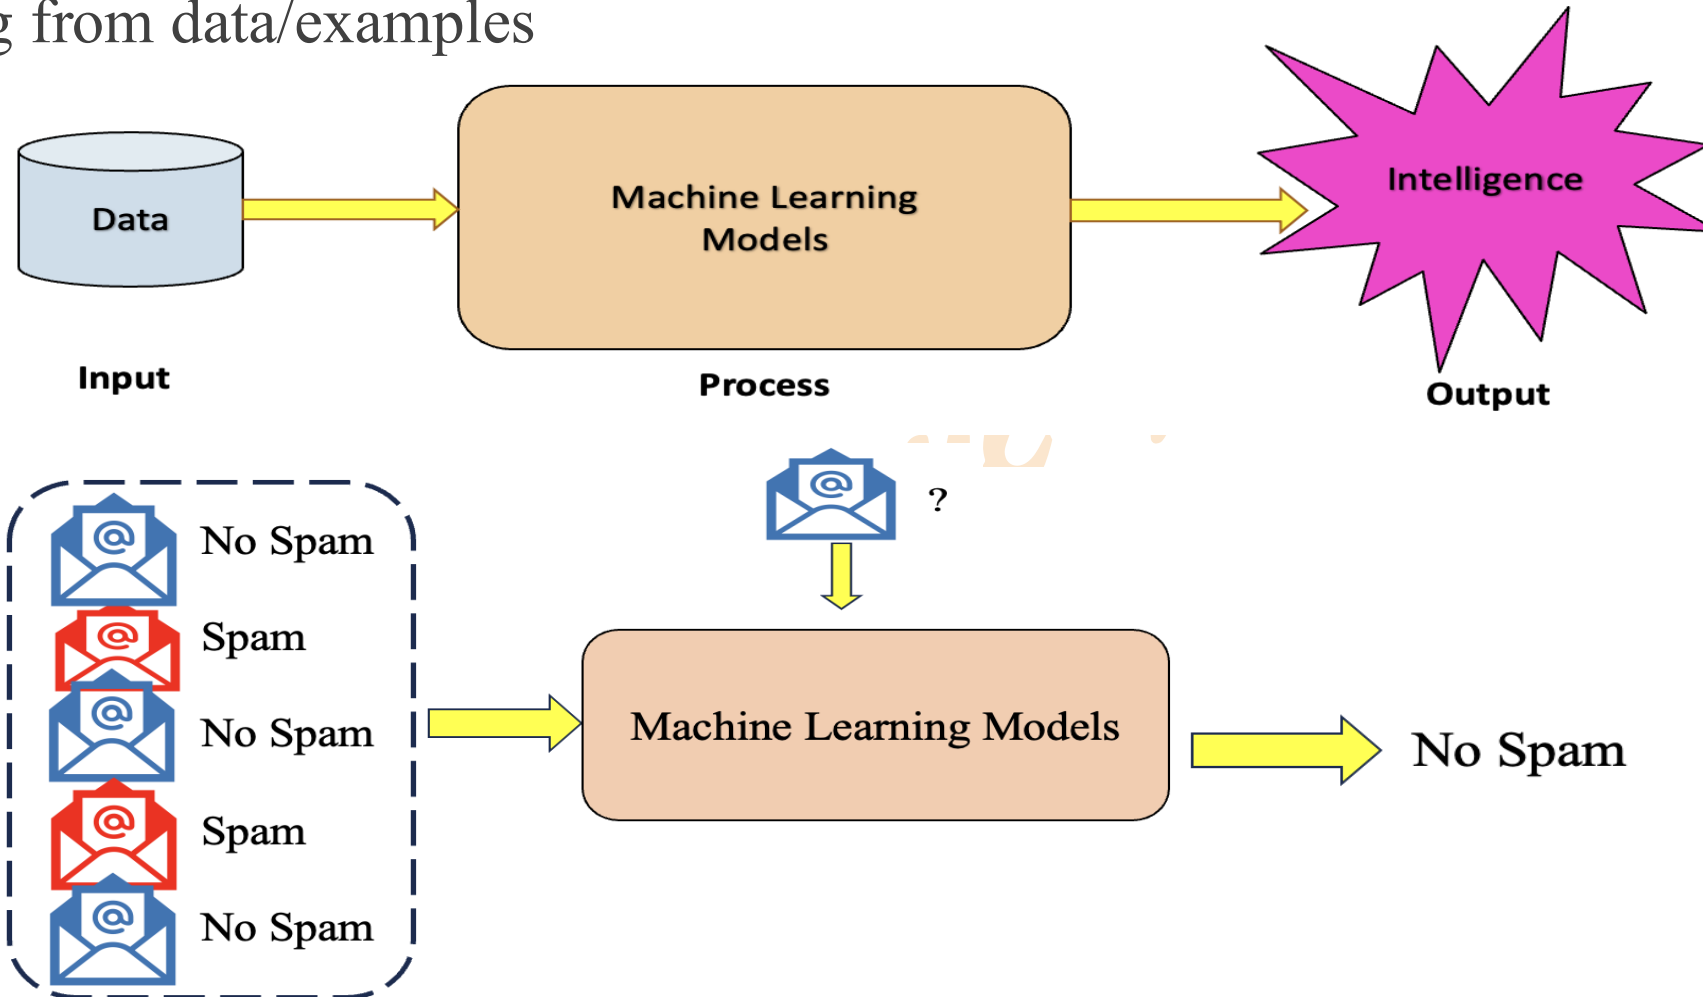 from data/examples
Data
Machine Learning
Models
Intelligence
Input
Process
Output
@ No Spam
@ Spam
@ No Spam
@ Spam
@ No Spam
@ ?
Machine Learning Models
No Spam